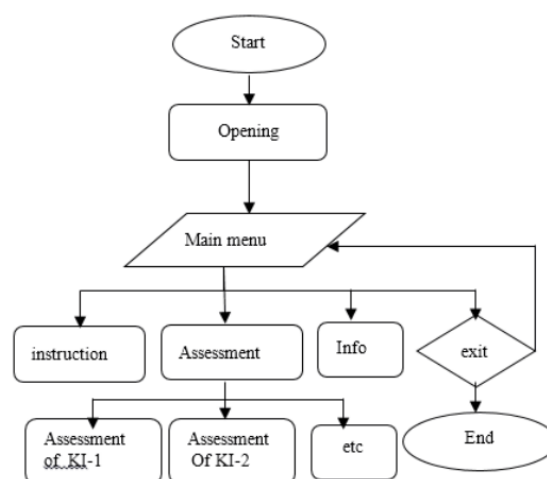 Start
Opening
Main menu
instruction
Assessment
Info
exit
Assessment
of KI-1
Assessment
Of KI-2
etc
End